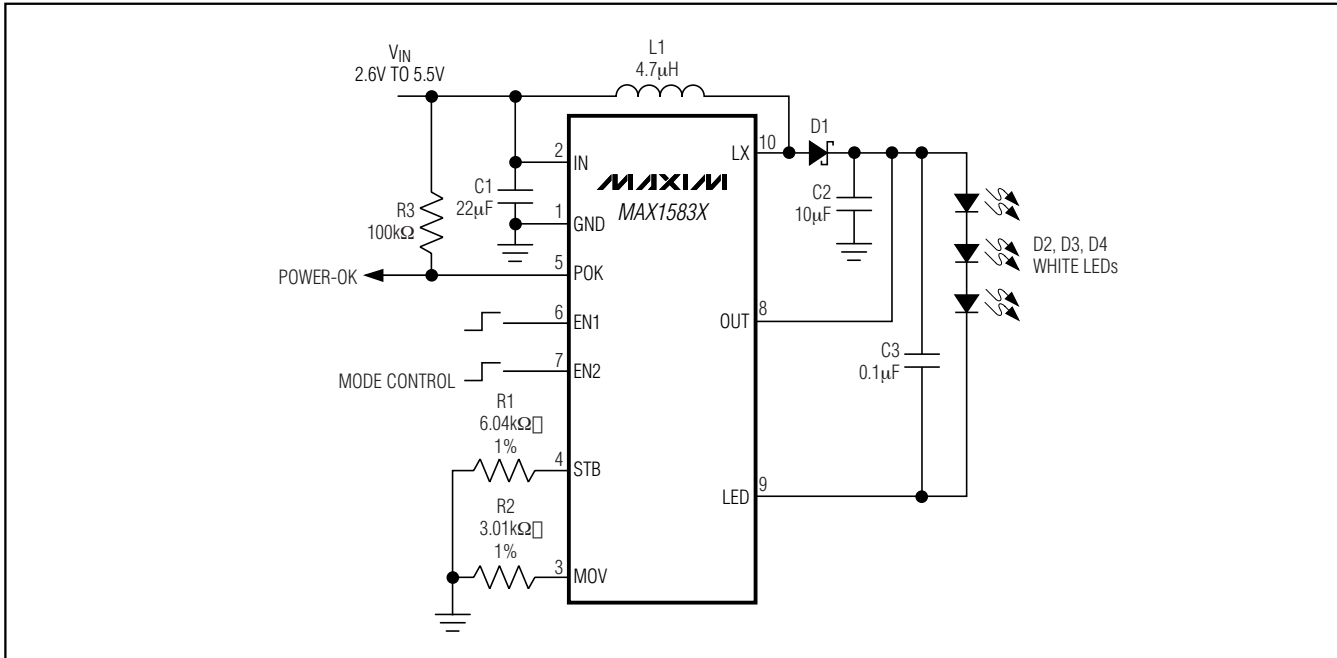 VIN
2.6V TO 5.5V
L1
4.7μH
R3
100kΩ
C1
22μF
POWER-OK
MODE CONTROL
R1
6.04kΩ□
1%
R2
3.01kΩ□
1%
2
IN
1
GND
5
POK
6
EN1
7
EN2
4
STB
3
MOV
MAXIM
MAX1583X
LX
10
OUT
8
LED
9
D1
C2
10μF
C3
0.1μF
D2, D3, D4
WHITE LEDs